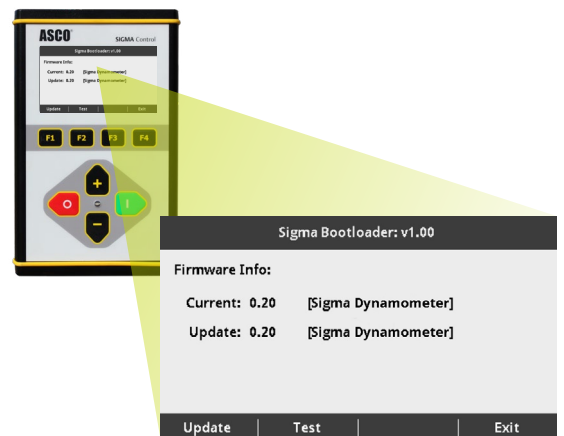 ASCO
SIGMA Control
Sigma Bootloader: v1.00
Firmware Info:
Current: 0.20 [Sigma Dynamometer]
Update: 0.20 [Sigma Dynamometer]
Update Test Exit
F1 F2 F3 F4
+
O I
−
Sigma Bootloader: v1.00
Firmware Info:
Current: 0.20 [Sigma Dynamometer]
Update: 0.20 [Sigma Dynamometer]
Update Test Exit